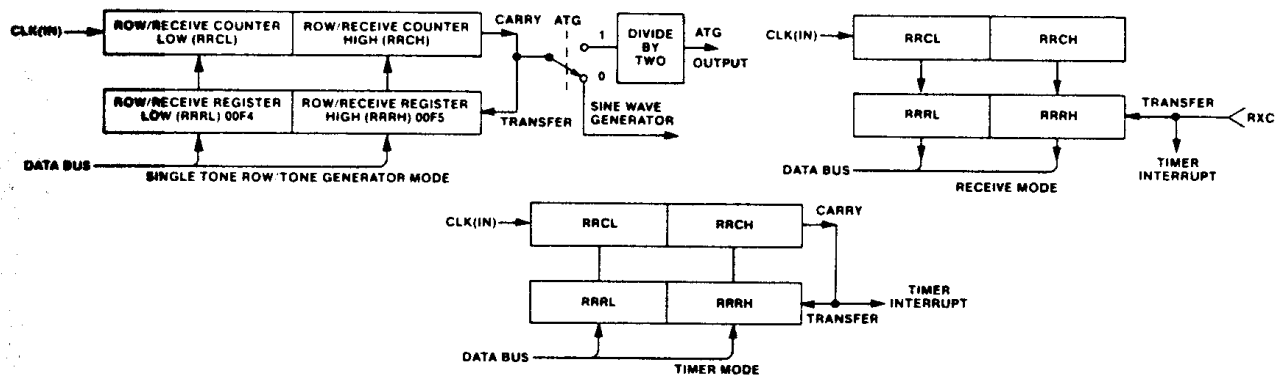 CLK(IN)
ROW/RECEIVE COUNTER
LOW (RRCL)
ROW/RECEIVE COUNTER
HIGH (RRCH)
CARRY
ATG
1
0
DIVIDE
BY
TWO
ATG
OUTPUT
SINE WAVE
GENERATOR
ROW/RECEIVE REGISTER
LOW (RRRL) 00F4
ROW/RECEIVE REGISTER
HIGH (RRRH) 00F5
TRANSFER
DATA BUS
SINGLE TONE ROW/TONE GENERATOR MODE
CLK(IN)
RRCL
RRCH
RRRL
RRRH
TRANSFER
RXC
TIMER
INTERRUPT
DATA BUS
RECEIVE MODE
CLK(IN)
RRCL
RRCH
CARRY
RRRL
RRRH
TIMER
INTERRUPT
TRANSFER
DATA BUS
TIMER MODE